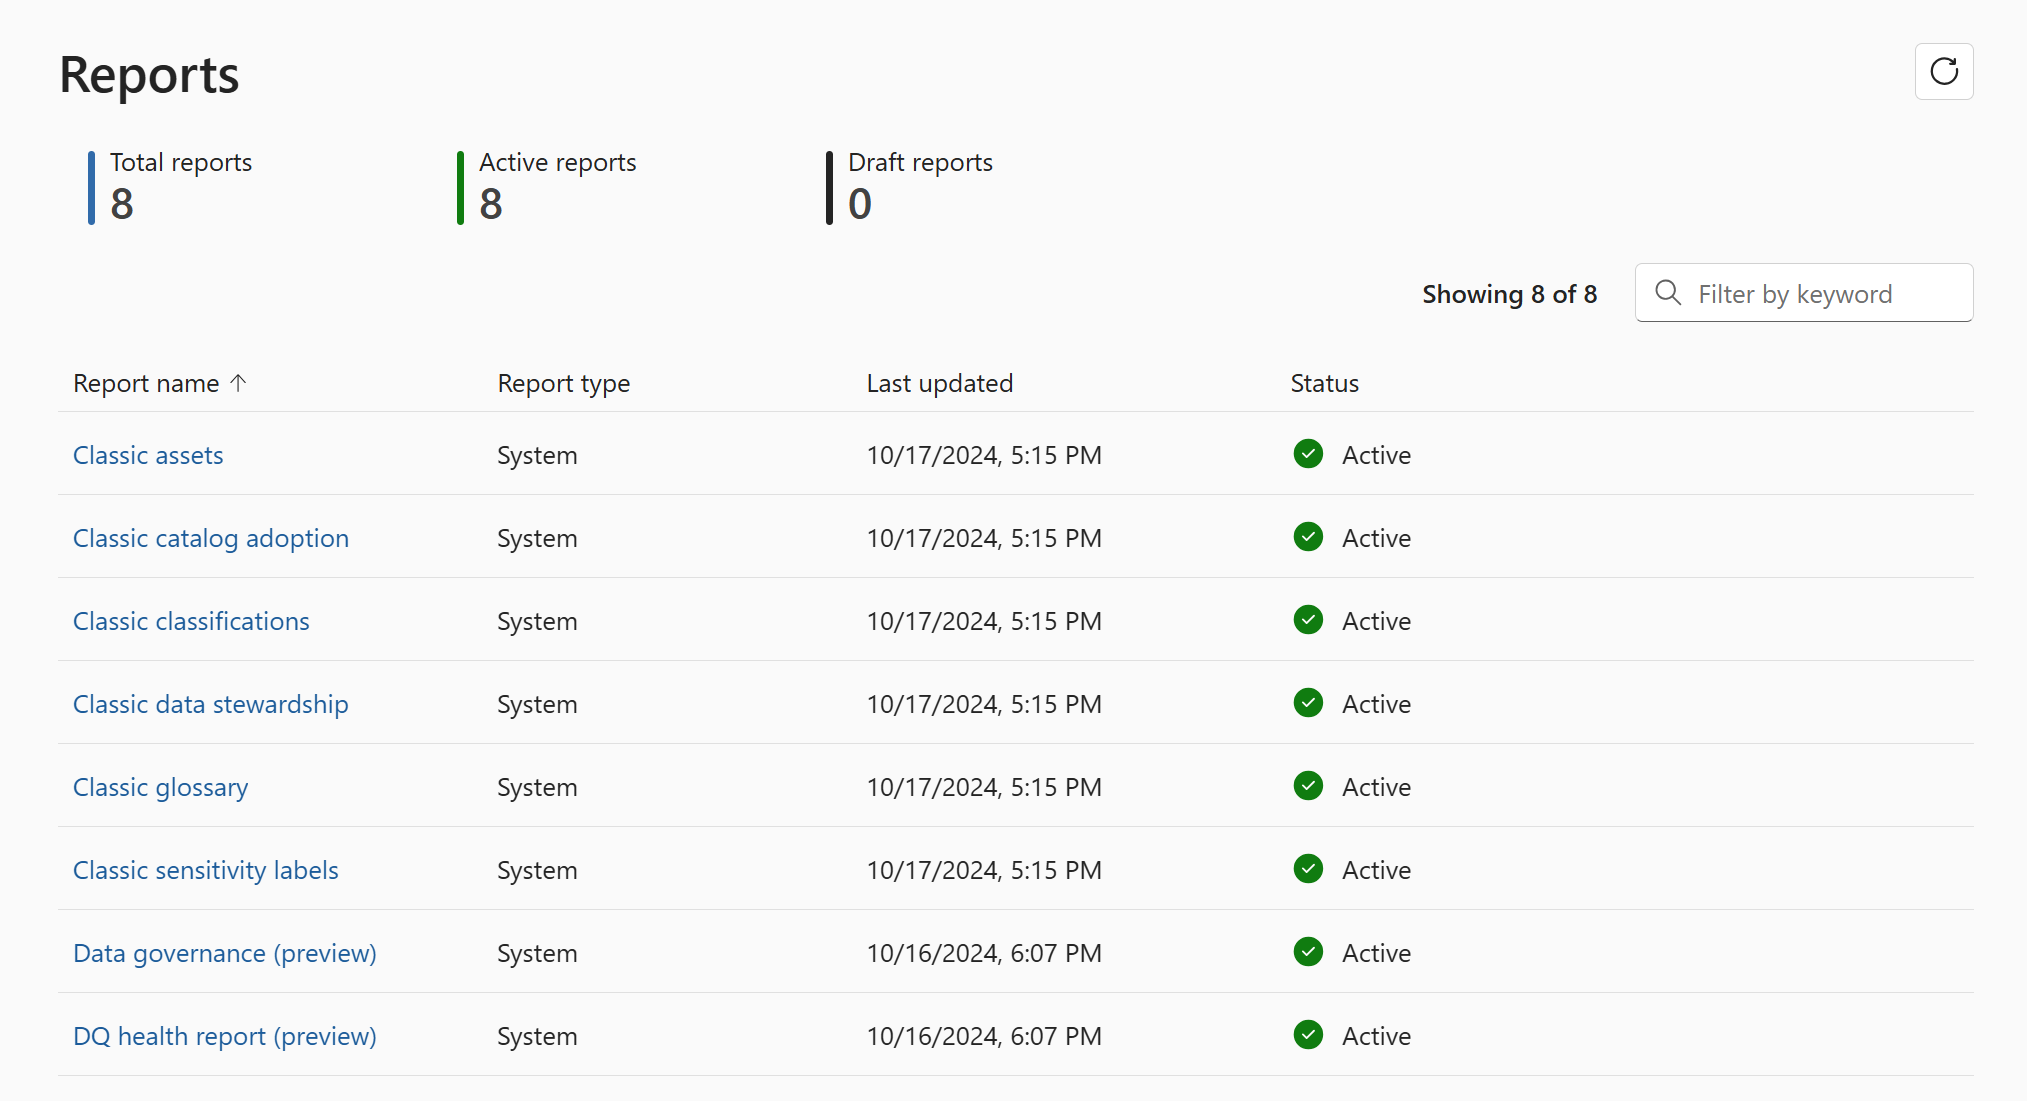 Reports
Total reports
8
Active reports
8
Draft reports
0
Showing 8 of 8
Filter by keyword
Report name ↑ Report type Last updated Status
Classic assets System 10/17/2024, 5:15 PM Active
Classic catalog adoption System 10/17/2024, 5:15 PM Active
Classic classifications System 10/17/2024, 5:15 PM Active
Classic data stewardship System 10/17/2024, 5:15 PM Active
Classic glossary System 10/17/2024, 5:15 PM Active
Classic sensitivity labels System 10/17/2024, 5:15 PM Active
Data governance (preview) System 10/16/2024, 6:07 PM Active
DQ health report (preview) System 10/16/2024, 6:07 PM Active